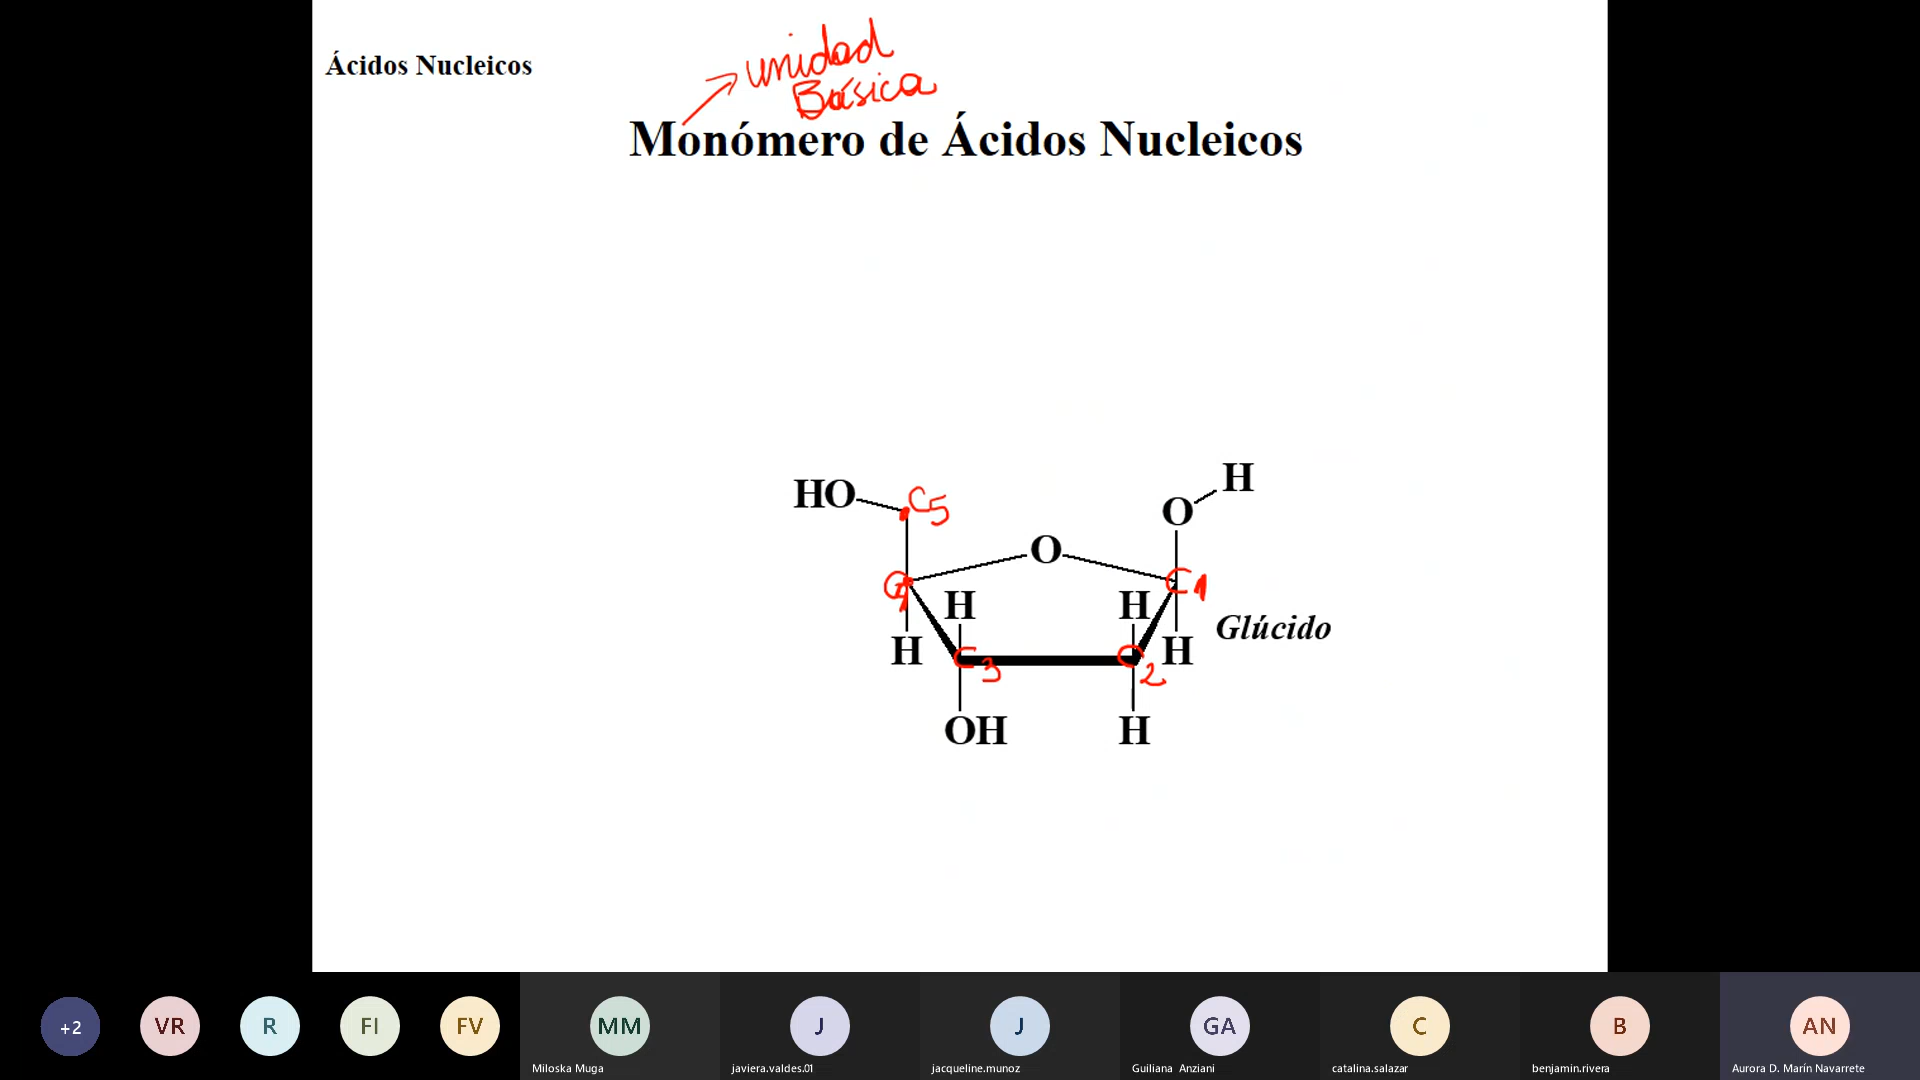 Ácidos Nucleicos
unidad
Básica
Monómero de Ácidos Nucleicos
H
HO C5 O
O
C4 C1
H H
Glúcido
H H
C3 C2
OH H
+2 VR R FI FV MM J J GA C B AN
Miloska Muga javiera.valdes.01 jacqueline.munoz Guiliana Anziani catalina.salazar benjamin.rivera Aurora D. Marín Navarrete